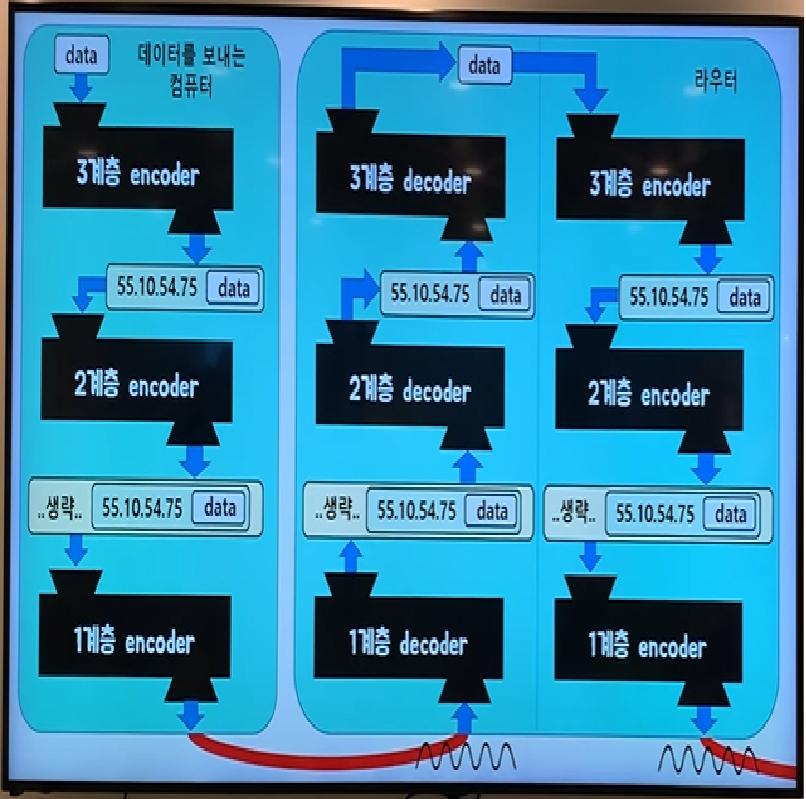 data
데이터를 보내는
컴퓨터
3계층 encoder
55.10.54.75 data
2계층 encoder
..생략.. 55.10.54.75 data
1계층 encoder
data
라우터
3계층 decoder
55.10.54.75 data
2계층 decoder
..생략.. 55.10.54.75 data
1계층 decoder
3계층 encoder
55.10.54.75 data
2계층 encoder
..생략.. 55.10.54.75 data
1계층 encoder